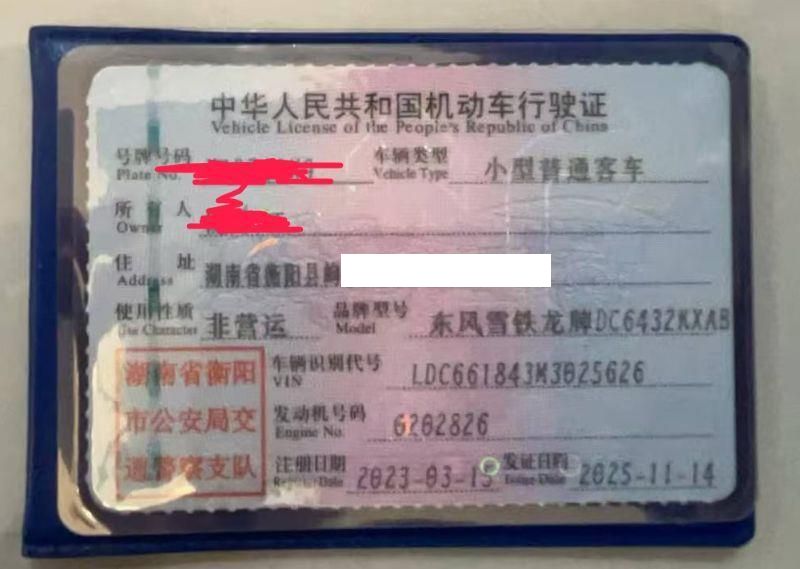 中华人民共和国机动车行驶证
Vehicle License of the People's Republic of China
号牌号码 车辆类型 小型普通客车
Plate No. Vehicle Type
所有人
Owner
住址 湖南省衡阳县
Address
使用性质 非营运 品牌型号 东风雪铁龙牌DC6432KXAB
Use Character Model
湖南省衡阳 车辆识别代号 LDC661843M3025626
VIN
市公安局交 发动机号码 6202826
Engine No.
通警察支队 注册日期 2023-03-15 发证日期 2025-11-14
Register Date Issue Date